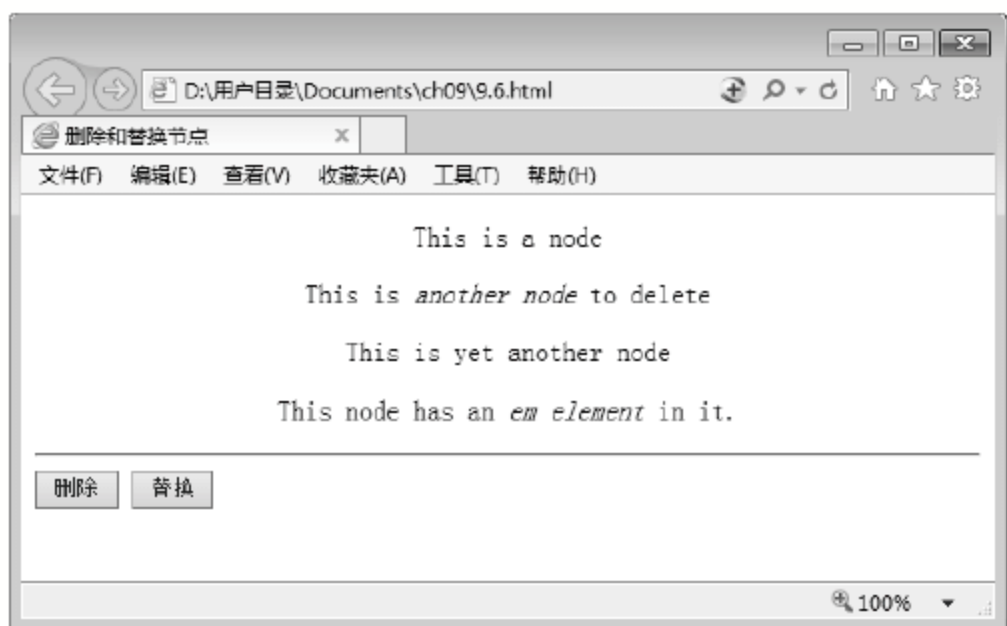 D:\用户目录\Documents\ch09\9.6.html
删除和替换节点
文件(F) 编辑(E) 查看(V) 收藏夹(A) 工具(T) 帮助(H)
This is a node
This is another node to delete
This is yet another node
This node has an em element in it.
删除 替换
100%